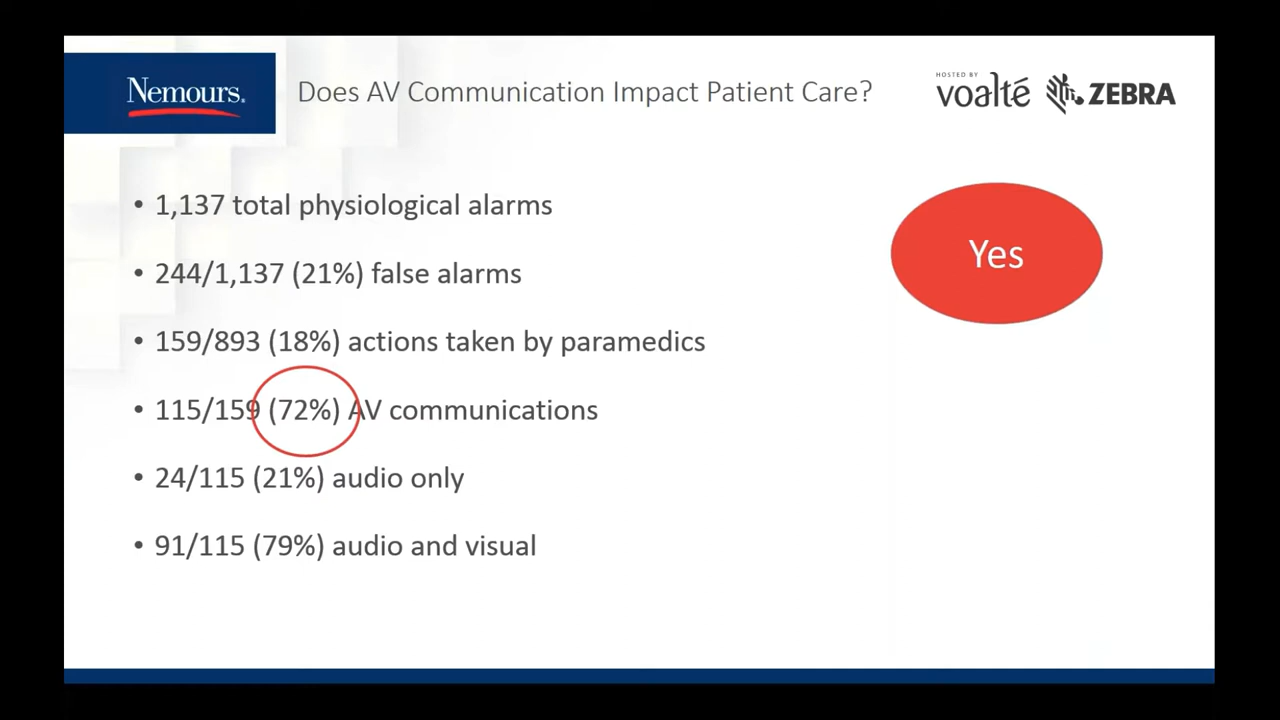 Nemours.
Does AV Communication Impact Patient Care?
HOSTED BY
voalté
ZEBRA
• 1,137 total physiological alarms
• 244/1,137 (21%) false alarms
• 159/893 (18%) actions taken by paramedics
• 115/159 (72%) AV communications
• 24/115 (21%) audio only
• 91/115 (79%) audio and visual
Yes